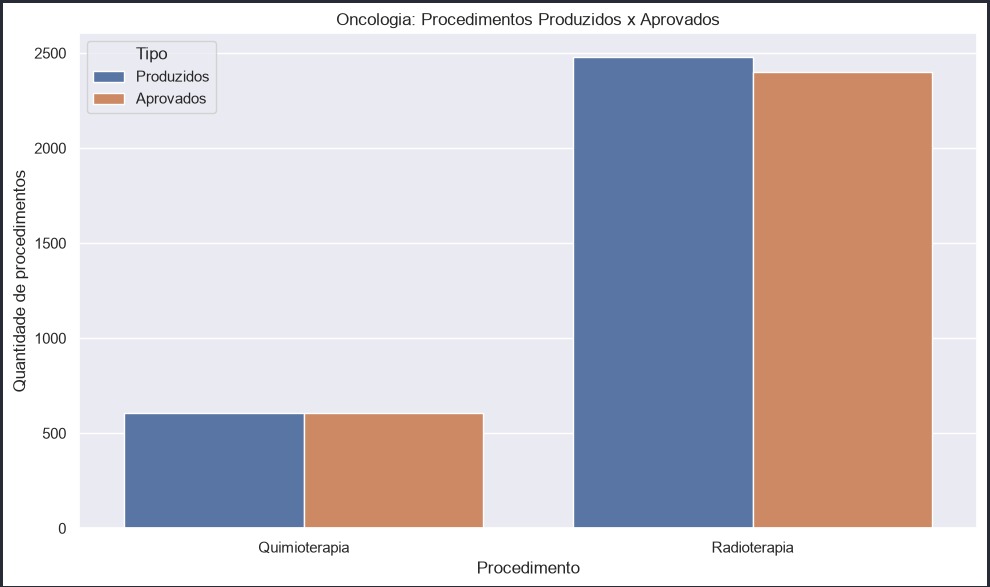 Oncologia: Procedimentos Produzidos x Aprovados
Tipo
Produzidos
Aprovados
Quantidade de procedimentos
2500
2000
1500
1000
500
0
Quimioterapia
Radioterapia
Procedimento